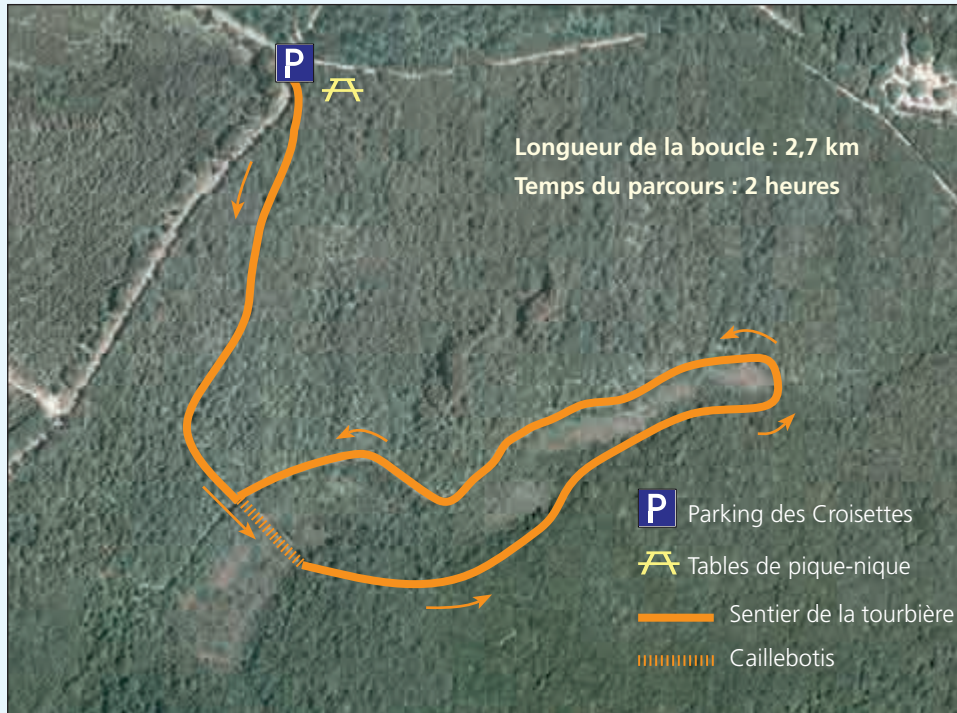 P
Longueur de la boucle : 2,7 km
Temps du parcours : 2 heures
P Parking des Croisettes
Tables de pique-nique
Sentier de la tourbière
Caillebotis